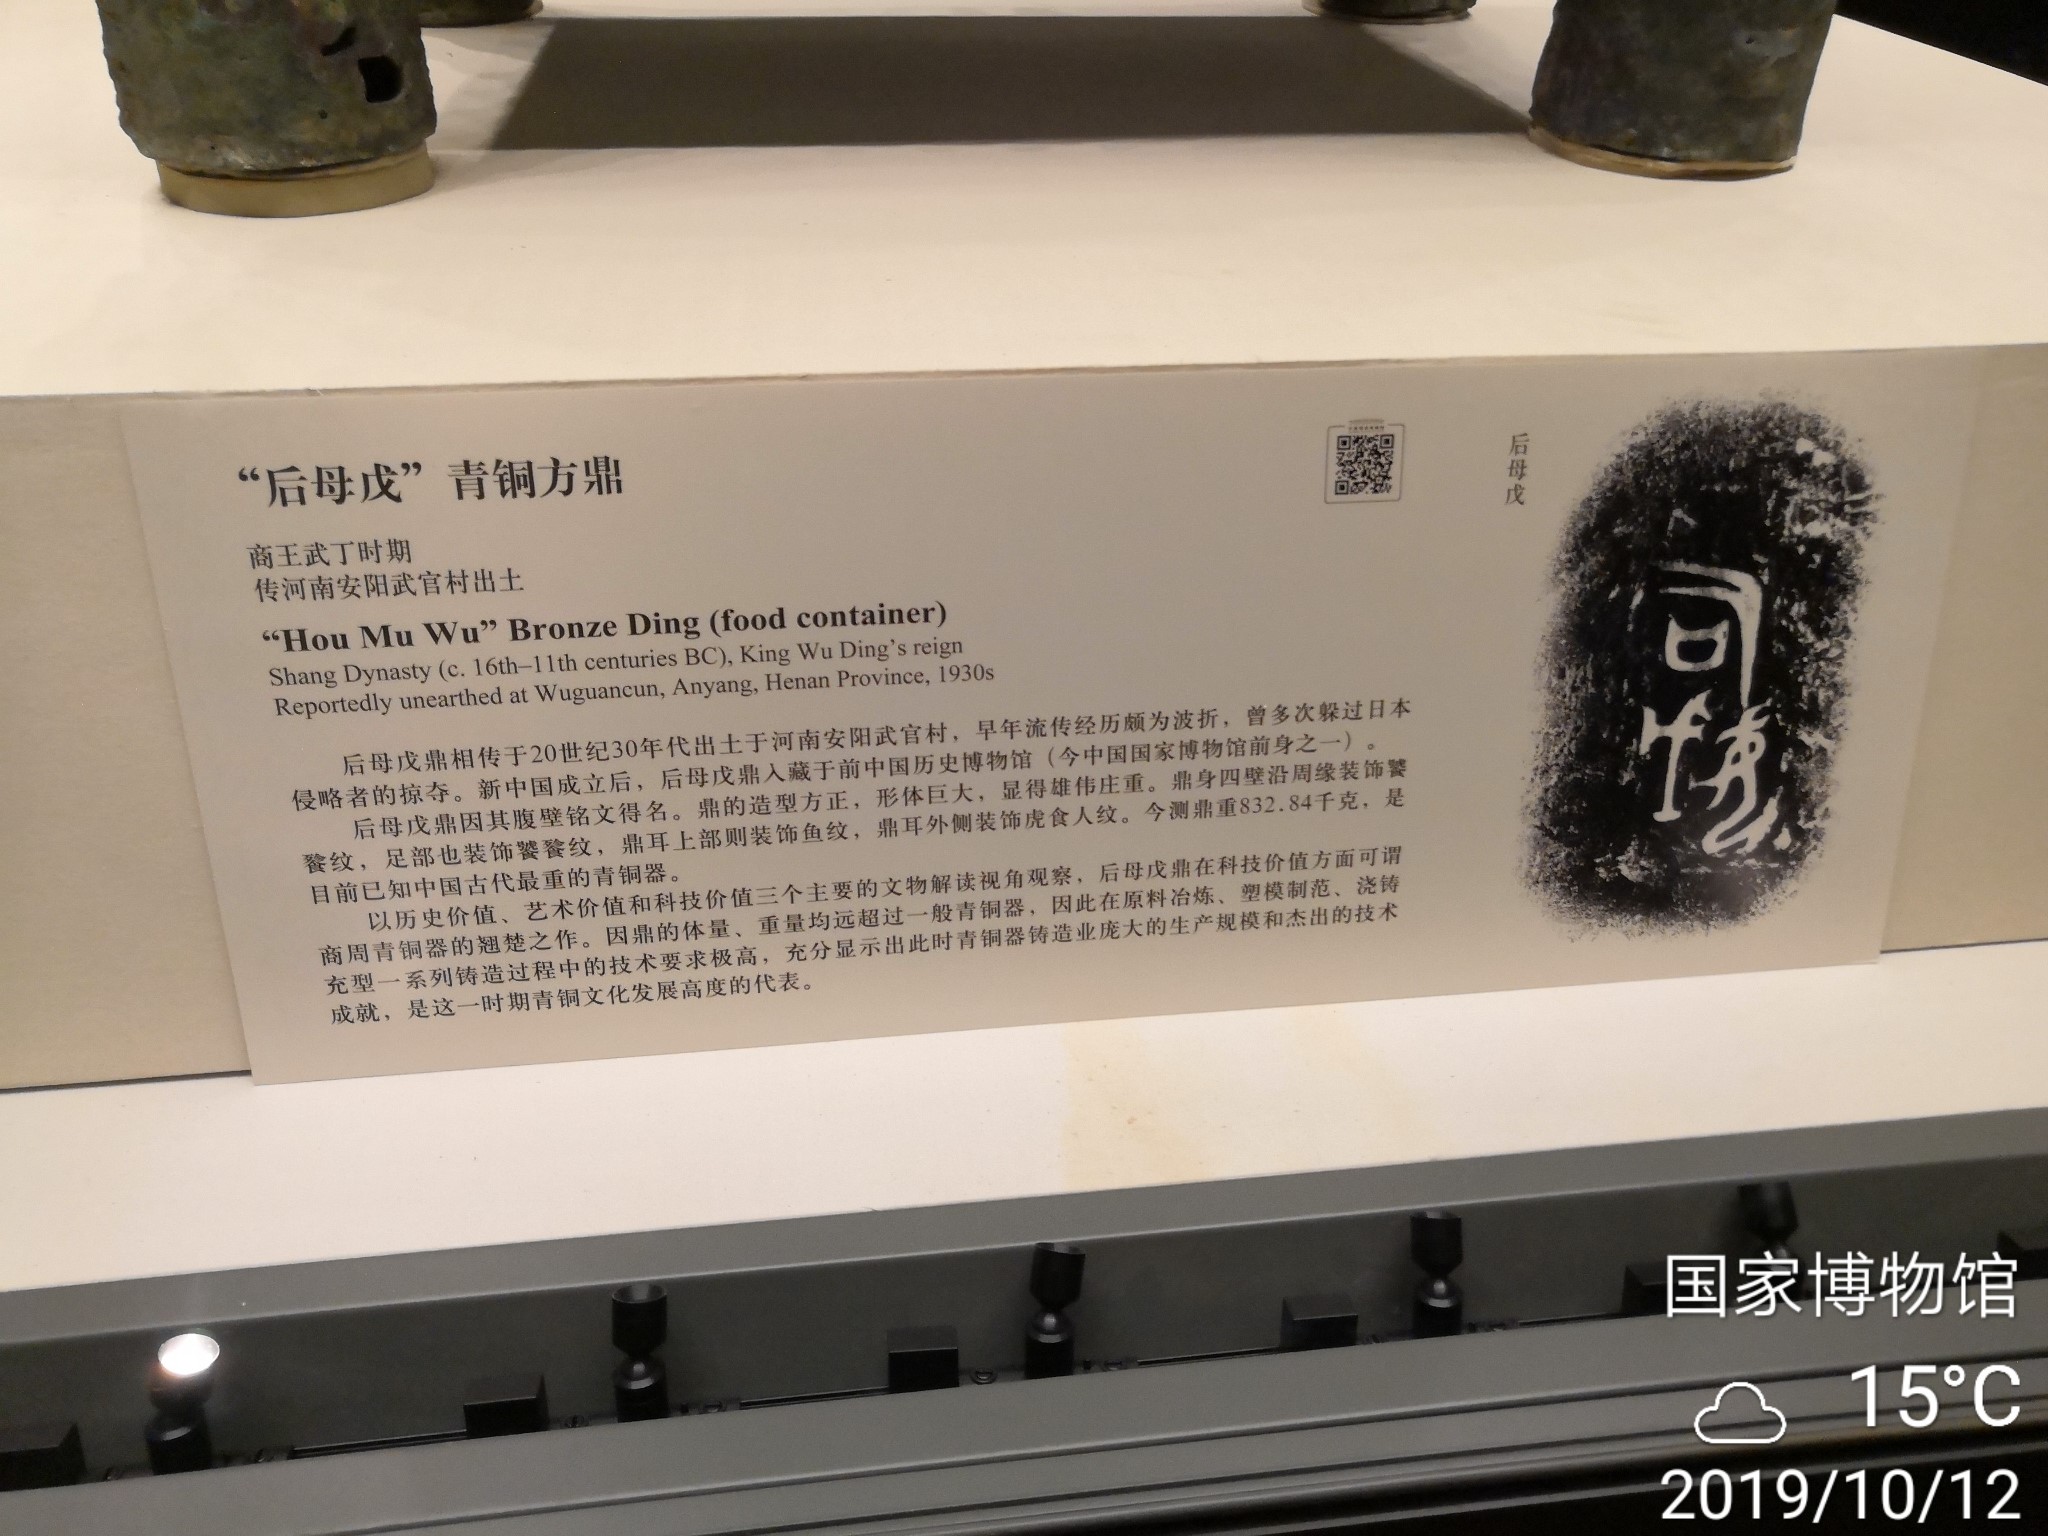 “后母戊”青铜方鼎
商王武丁时期
传河南安阳武官村出土
“Hou Mu Wu” Bronze Ding (food container)
Shang Dynasty (c. 16th–11th centuries BC), King Wu Ding’s reign
Reportedly unearthed at Wuguancun, Anyang, Henan Province, 1930s
后母戊鼎相传于20世纪30年代出土于河南安阳武官村，早年流传经历颇为波折，曾多次躲过日本
侵略者的掠夺。新中国成立后，后母戊鼎入藏于前中国历史博物馆（今中国国家博物馆前身之一）。
后母戊鼎因其腹壁铭文得名。鼎的造型方正，形体巨大，显得雄伟庄重。鼎身四壁沿周缘装饰饕
餮纹，足部也装饰饕餮纹，鼎耳上部则装饰鱼纹，鼎耳外侧装饰虎食人纹。今测鼎重832.84千克，是
目前已知中国古代最重的青铜器。
以历史价值、艺术价值和科技价值三个主要的文物解读视角观察，后母戊鼎在科技价值方面可谓
商周青铜器的翘楚之作。因鼎的体量、重量均远超过一般青铜器，因此在原料冶炼、塑模制范、浇铸
充型一系列铸造过程中的技术要求极高，充分显示出此时青铜器铸造业庞大的生产规模和杰出的技术
成就，是这一时期青铜文化发展高度的代表。
后母戊
国家博物馆
15°C
2019/10/12